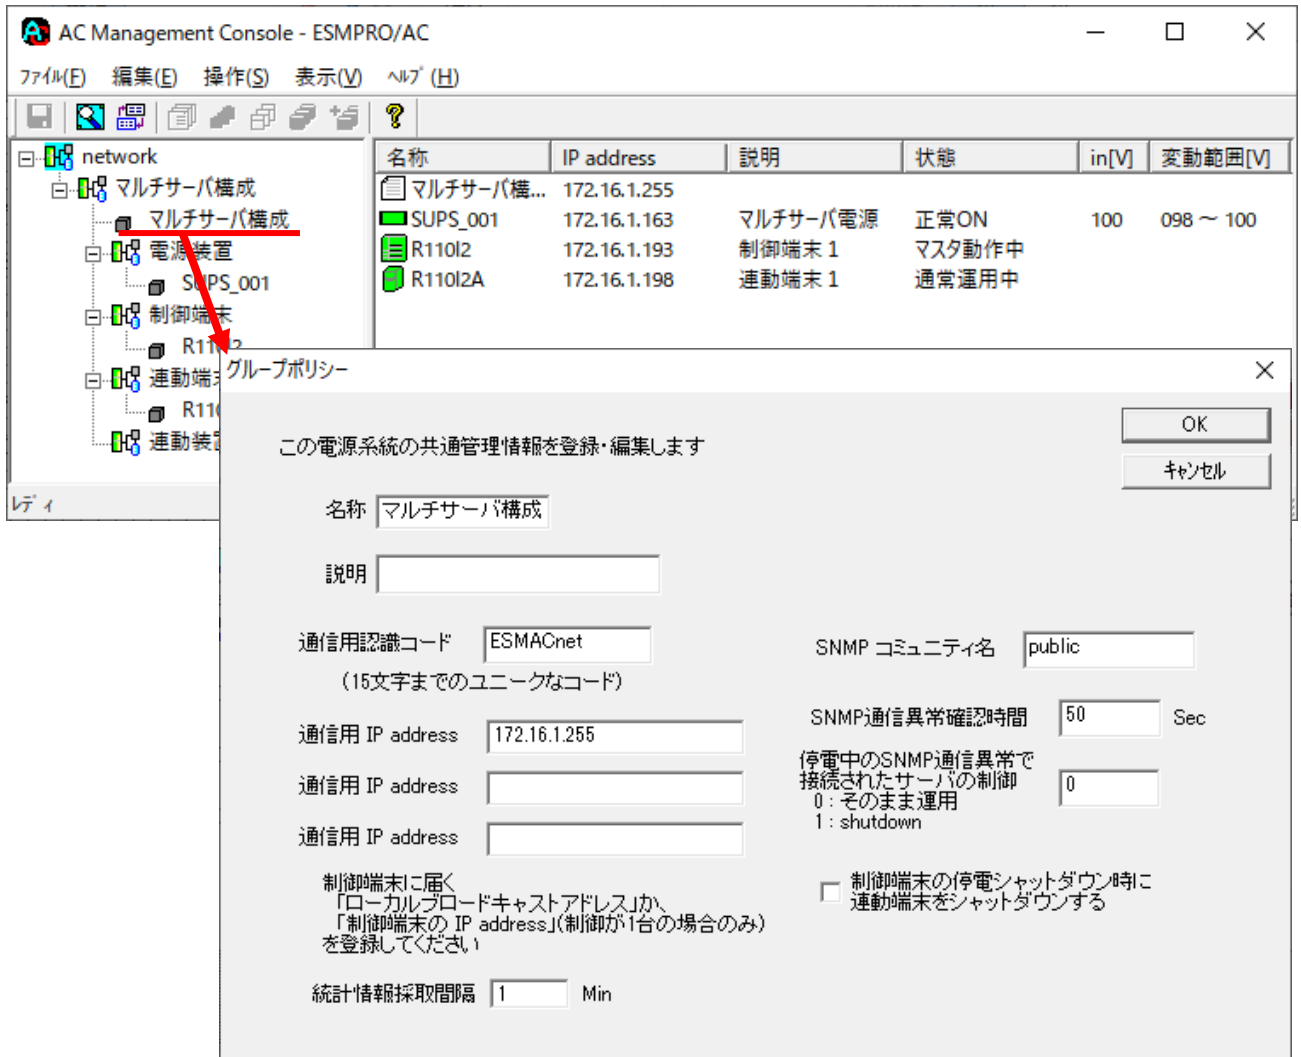 AC Management Console - ESMPRO/AC
ﾌｧｲﾙ(F) 編集(E) 操作(S) 表示(V) ﾍﾙﾌﾟ(H)
network
マルチサーバ構成
マルチサーバ構成
電源装置
SUPS_001
制御端末
R110I2
連動端
R110
連動装
名称 IP address 説明 状態 in[V] 変動範囲[V]
マルチサーバ構... 172.16.1.255
SUPS_001 172.16.1.163 マルチサーバ電源 正常ON 100 098 ～ 100
R110I2 172.16.1.193 制御端末 1 マスタ動作中
R110I2A 172.16.1.198 連動端末 1 通常運用中
ﾚﾃﾞｨ
グループポリシー
OK
ｷｬﾝｾﾙ
この電源系統の共通管理情報を登録・編集します
名称 マルチサーバ構成
説明
通信用認識コード ESMACnet
(15文字までのユニークなコード)
通信用 IP address 172.16.1.255
通信用 IP address
通信用 IP address
制御端末に届く
「ローカルブロードキャストアドレス」か、
「制御端末の IP address」(制御が1台の場合のみ)
を登録してください
統計情報採取間隔 1 Min
SNMP コミュニティ名 public
SNMP通信異常確認時間 50 Sec
停電中のSNMP通信異常で
接続されたサーバの制御 0
0 : そのまま運用
1 : shutdown
制御端末の停電シャットダウン時に
連動端末をシャットダウンする